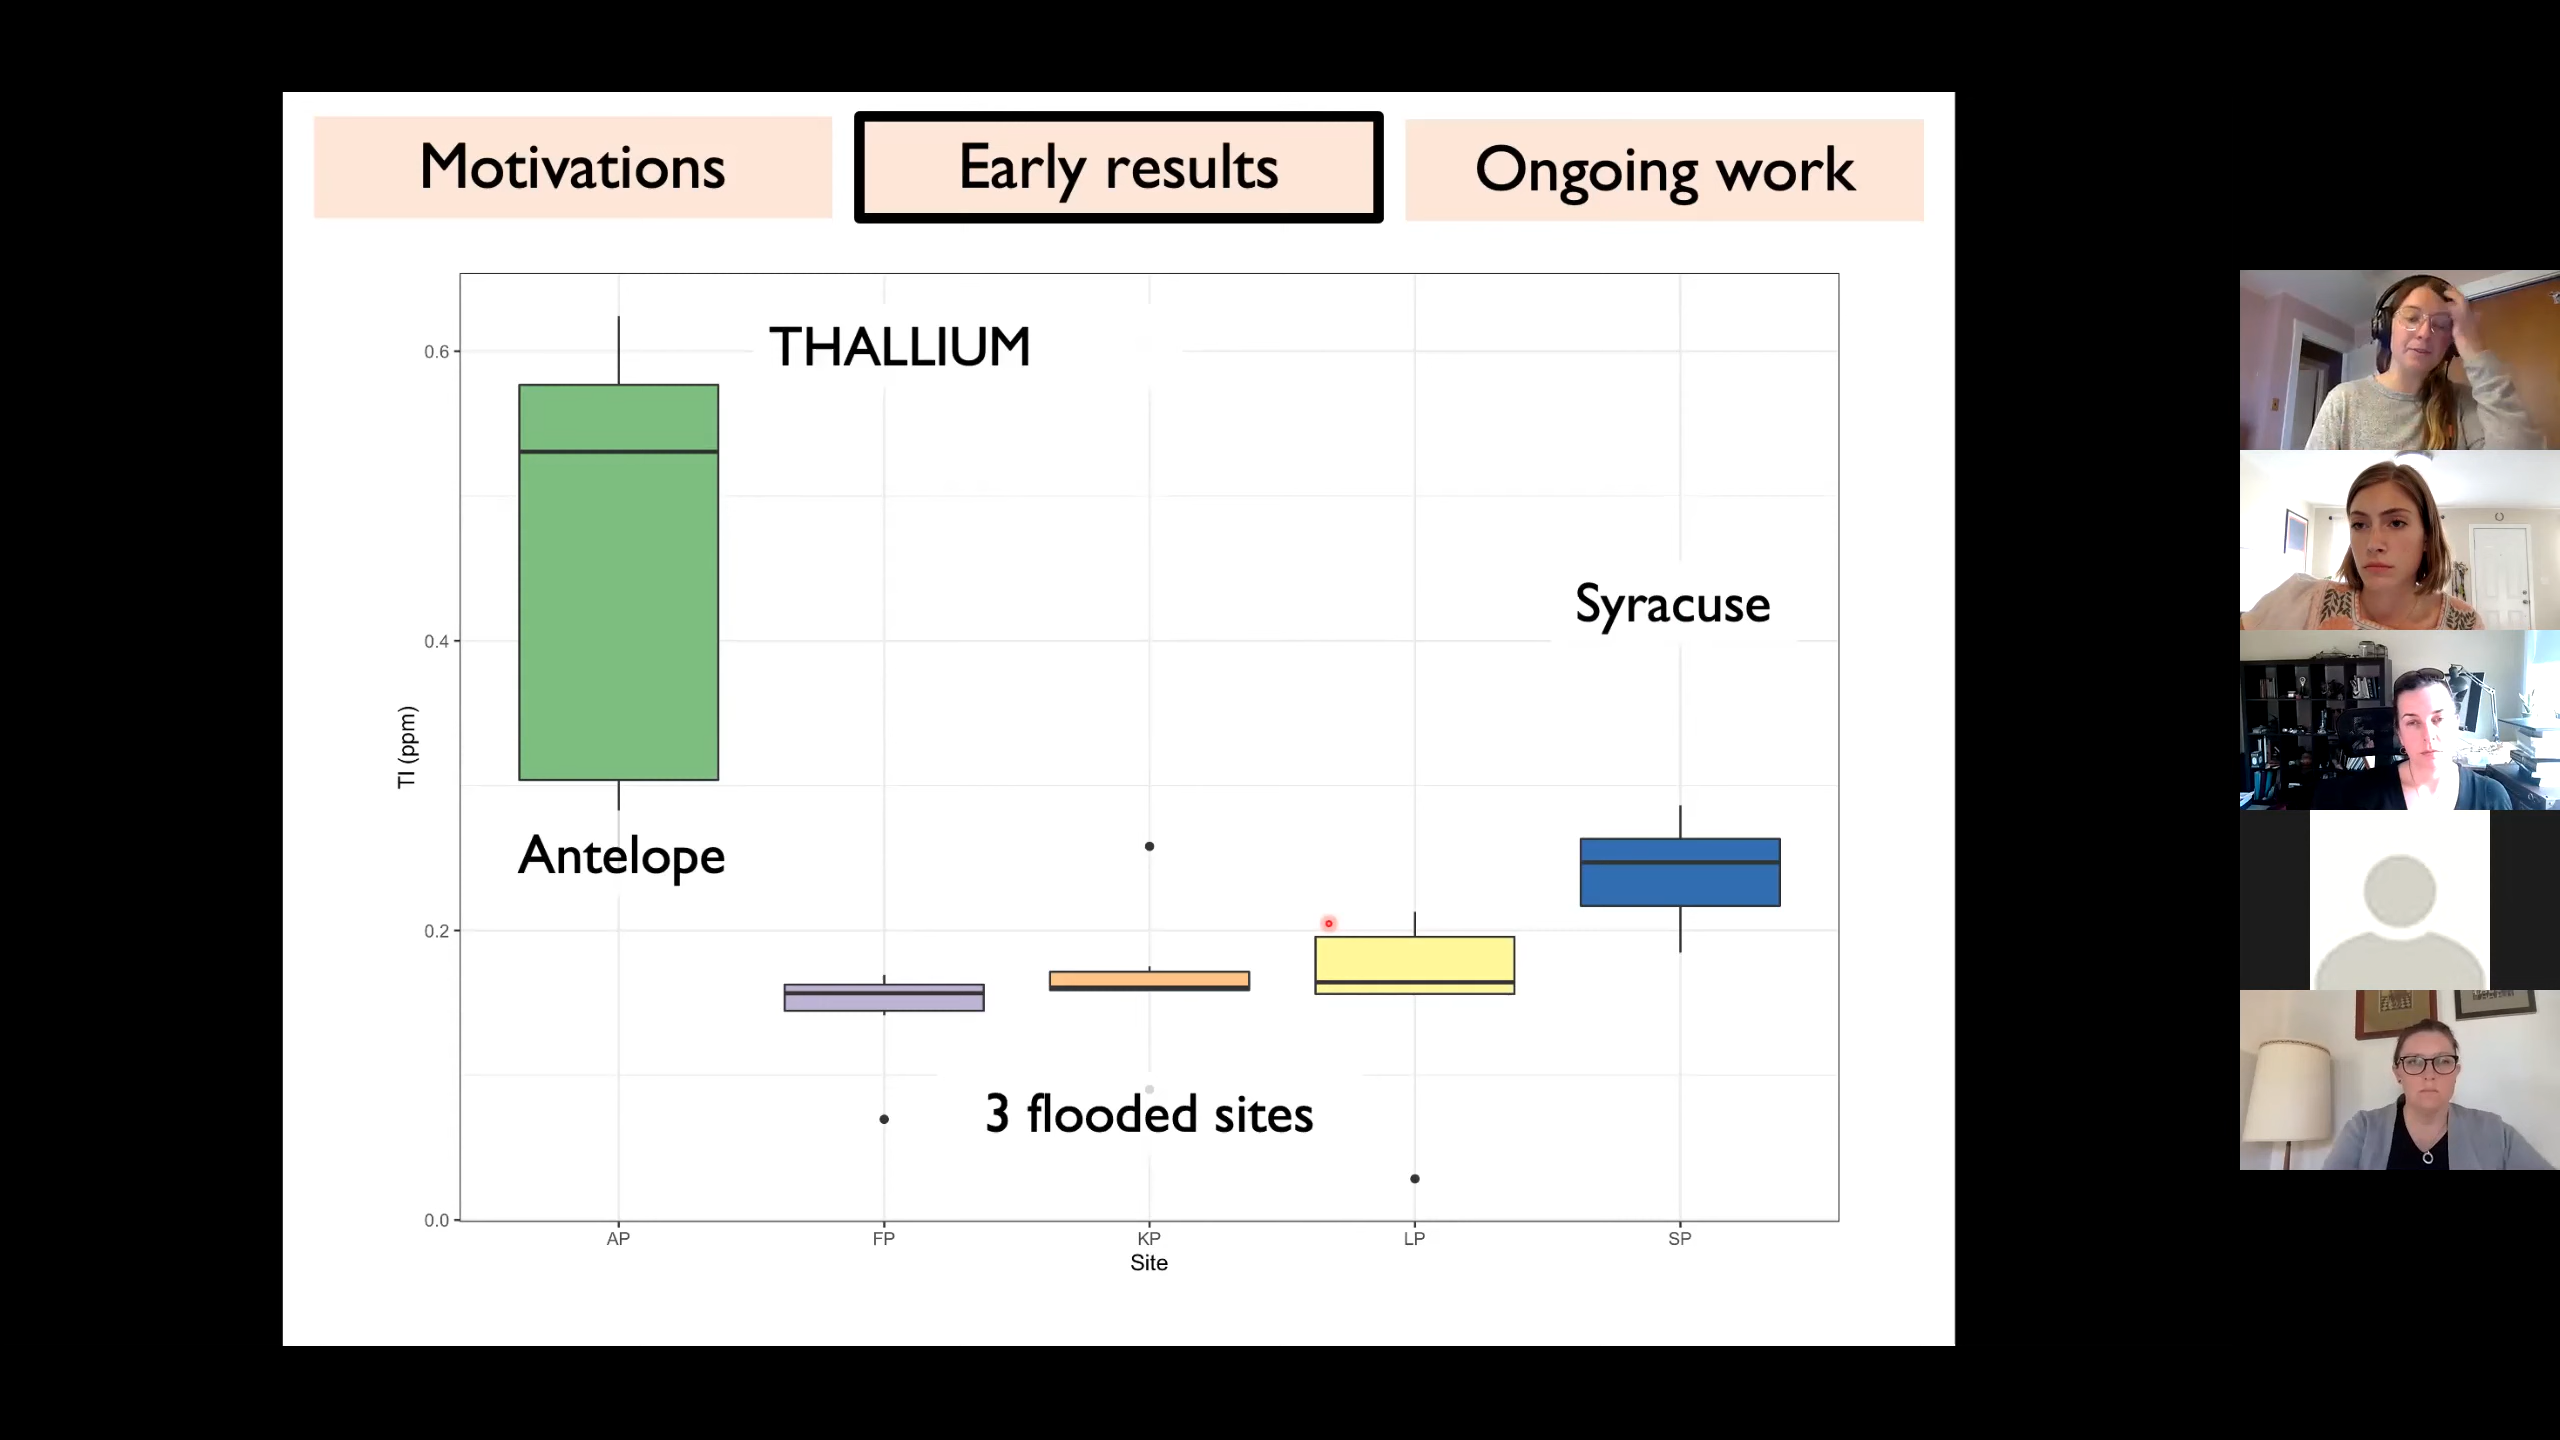 Motivations
Early results
Ongoing work
THALLIUM
0.6
Syracuse
0.4
Tl (ppm)
Antelope
0.2
3 flooded sites
0.0
AP
FP
KP
LP
SP
Site